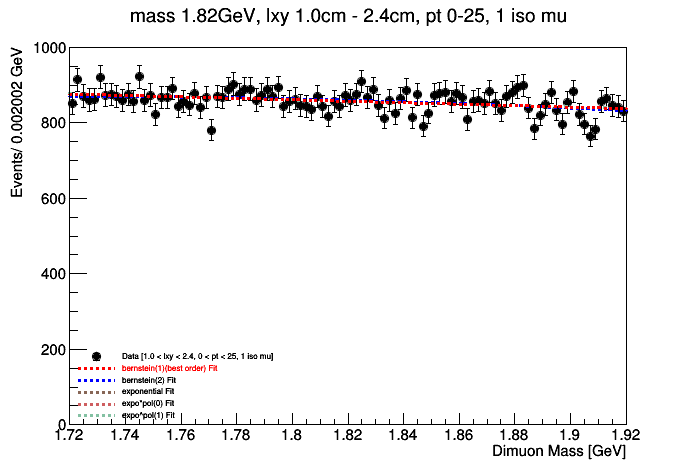 mass 1.82GeV, lxy 1.0cm - 2.4cm, pt 0-25, 1 iso mu
Events/ 0.002002 GeV
1000
800
600
400
200
0
Data [1.0 < lxy < 2.4, 0 < pt < 25, 1 iso mu]
bernstein(1)(best order) Fit
bernstein(2) Fit
exponential Fit
expo*pol(0) Fit
expo*pol(1) Fit
1.72 1.74 1.76 1.78 1.8 1.82 1.84 1.86 1.88 1.9 1.92
Dimuon Mass [GeV]